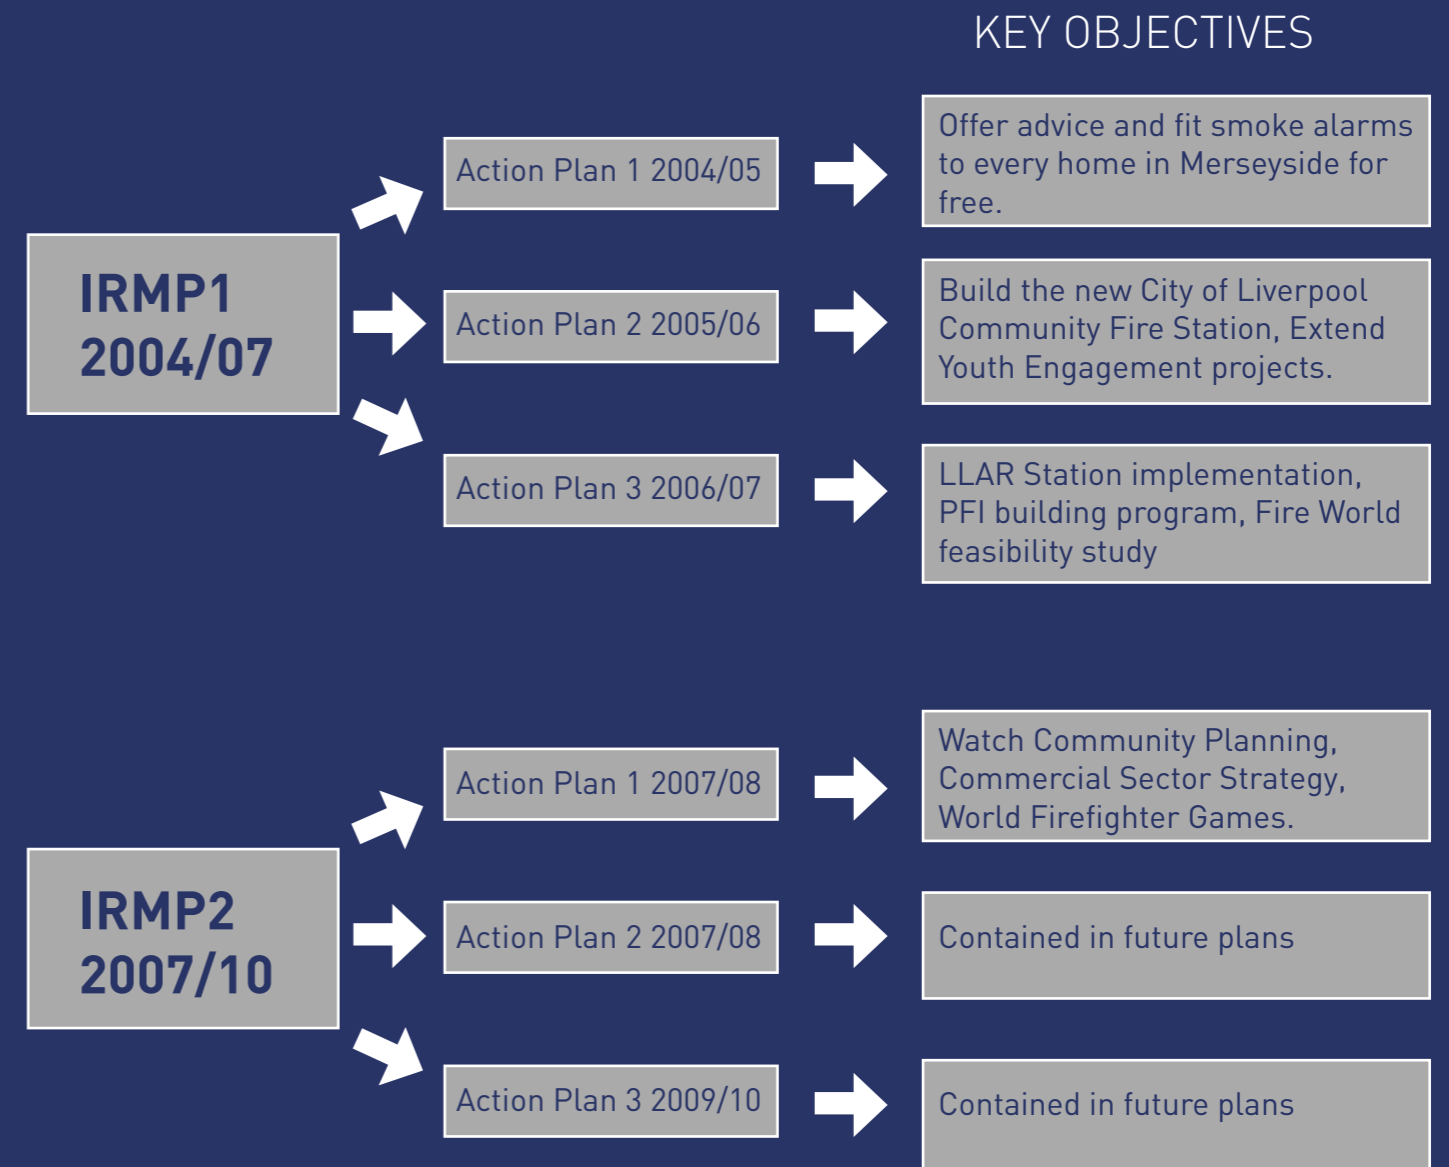 KEY OBJECTIVES
IRMP1
2004/07
Action Plan 1 2004/05
Offer advice and fit smoke alarms
to every home in Merseyside for
free.
Action Plan 2 2005/06
Build the new City of Liverpool
Community Fire Station, Extend
Youth Engagement projects.
Action Plan 3 2006/07
LLAR Station implementation,
PFI building program, Fire World
feasibility study
IRMP2
2007/10
Action Plan 1 2007/08
Watch Community Planning,
Commercial Sector Strategy,
World Firefighter Games.
Action Plan 2 2007/08
Contained in future plans
Action Plan 3 2009/10
Contained in future plans